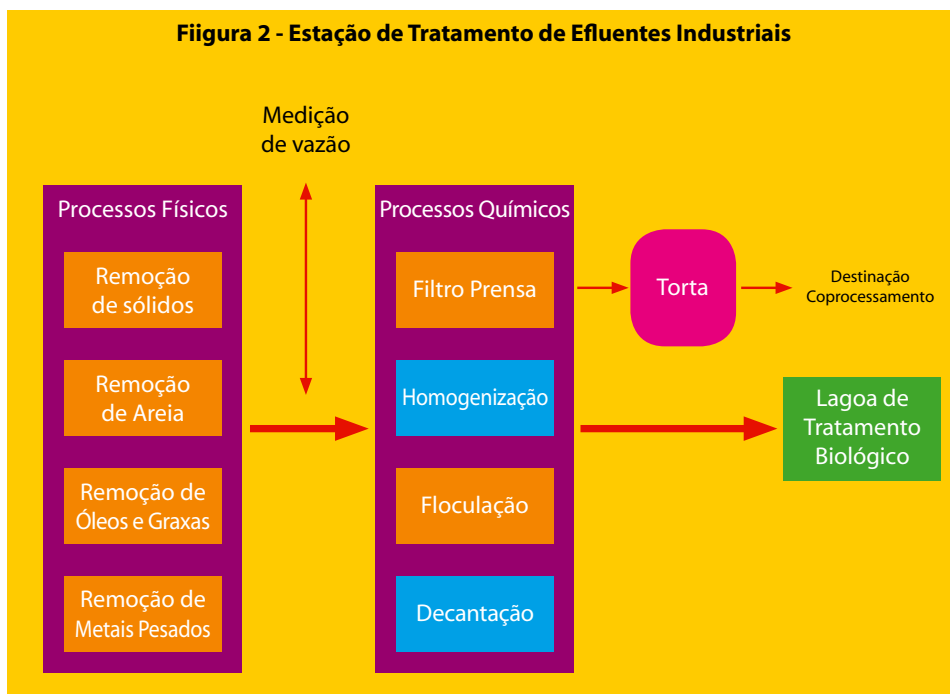 Fiigura 2 - Estação de Tratamento de Efluentes Industriais
Medição
de vazão
Processos Físicos
Remoção
de sólidos
Remoção
de Areia
Remoção de
Óleos e Graxas
Remoção de
Metais Pesados
Processos Químicos
Filtro Prensa
Homogenização
Floculação
Decantação
Torta
Destinação
Coprocessamento
Lagoa de
Tratamento
Biológico